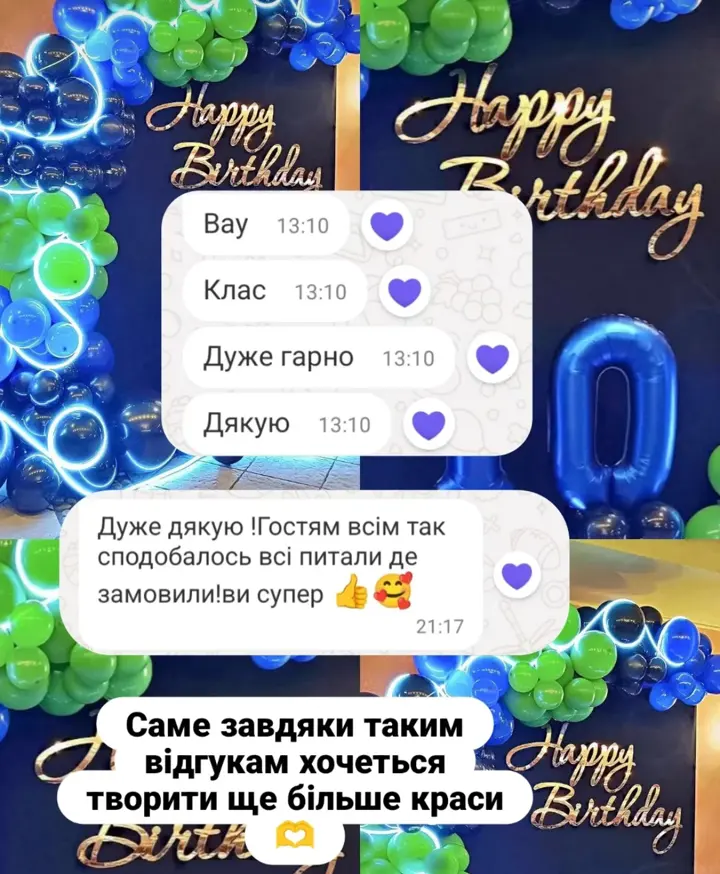 Happy
Birthday
Happy
Birthday
Вау 13:10
Клас 13:10
Дуже гарно 13:10
Дякую 13:10
0
Дуже дякую !Гостям всім так
сподобалось всі питали де
замовили!ви супер 👍🥰
21:17
Саме завдяки таким
відгукам хочеться
творити ще більше краси
🫶
Happy
Birthday